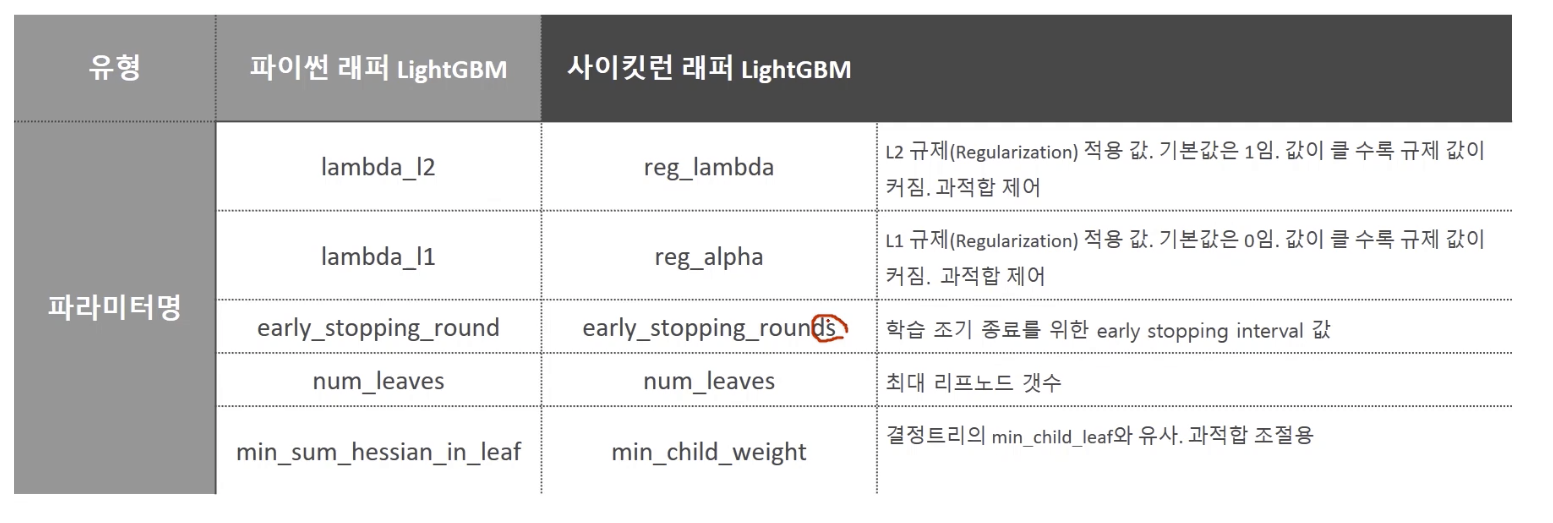 유형
파이썬 래퍼 LightGBM
사이킷런 래퍼 LightGBM
파라미터명
lambda_l2
reg_lambda
L2 규제(Regularization) 적용 값. 기본값은 1임. 값이 클 수록 규제 값이
커짐. 과적합 제어
lambda_l1
reg_alpha
L1 규제(Regularization) 적용 값. 기본값은 0임. 값이 클 수록 규제 값이
커짐. 과적합 제어
early_stopping_round
early_stopping_rounds
학습 조기 종료를 위한 early stopping interval 값
num_leaves
num_leaves
최대 리프노드 갯수
min_sum_hessian_in_leaf
min_child_weight
결정트리의 min_child_leaf와 유사. 과적합 조절용